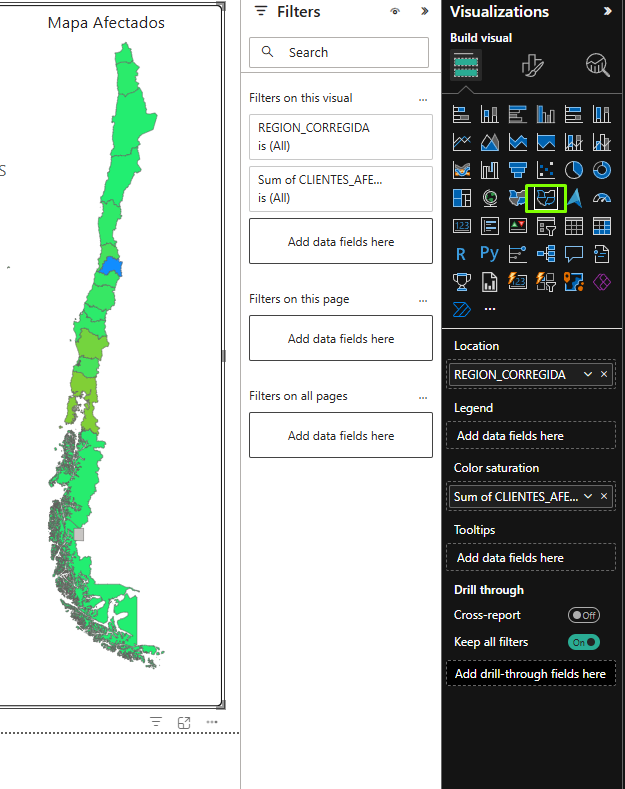 Mapa Afectados
S
Filters
Search
Filters on this visual
...
REGION_CORREGIDA
is (All)
Sum of CLIENTES_AFE...
is (All)
Add data fields here
Filters on this page
...
Add data fields here
Filters on all pages
...
Add data fields here
Visualizations
Build visual
123
R
Py
123
...
Location
REGION_CORREGIDA
Legend
Add data fields here
Color saturation
Sum of CLIENTES_AFE...
Tooltips
Add data fields here
Drill through
Cross-report
Off
Keep all filters
On
Add drill-through fields here